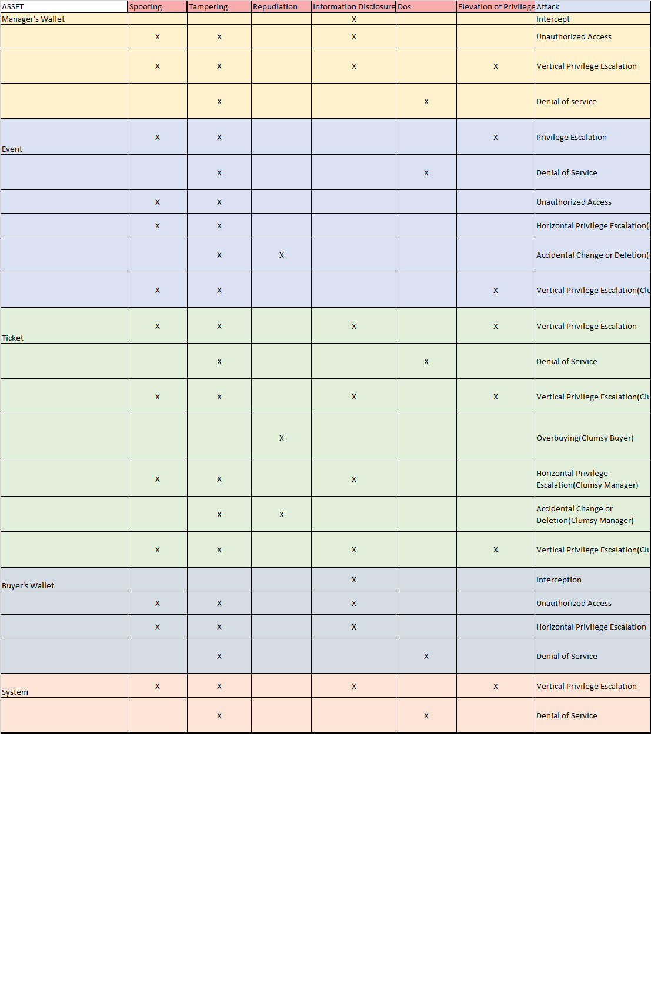 ASSET Spoofing Tampering Repudiation Information Disclosure Dos Elevation of Privilege Attack
Manager's Wallet X Intercept
X X X Unauthorized Access
X X X X Vertical Privilege Escalation
X X Denial of service
Event X X X Privilege Escalation
X X Denial of Service
X X Unauthorized Access
X X Horizontal Privilege Escalation(
X X Accidental Change or Deletion(
X X X Vertical Privilege Escalation(Clu
Ticket X X X X Vertical Privilege Escalation
X X Denial of Service
X X X X Vertical Privilege Escalation(Clu
X Overbuying(Clumsy Buyer)
X X X Horizontal Privilege
Escalation(Clumsy Manager)
X X Accidental Change or
Deletion(Clumsy Manager)
X X X X Vertical Privilege Escalation(Clu
Buyer's Wallet X Interception
X X X Unauthorized Access
X X X Horizontal Privilege Escalation
X X Denial of Service
System X X X X Vertical Privilege Escalation
X X Denial of Service